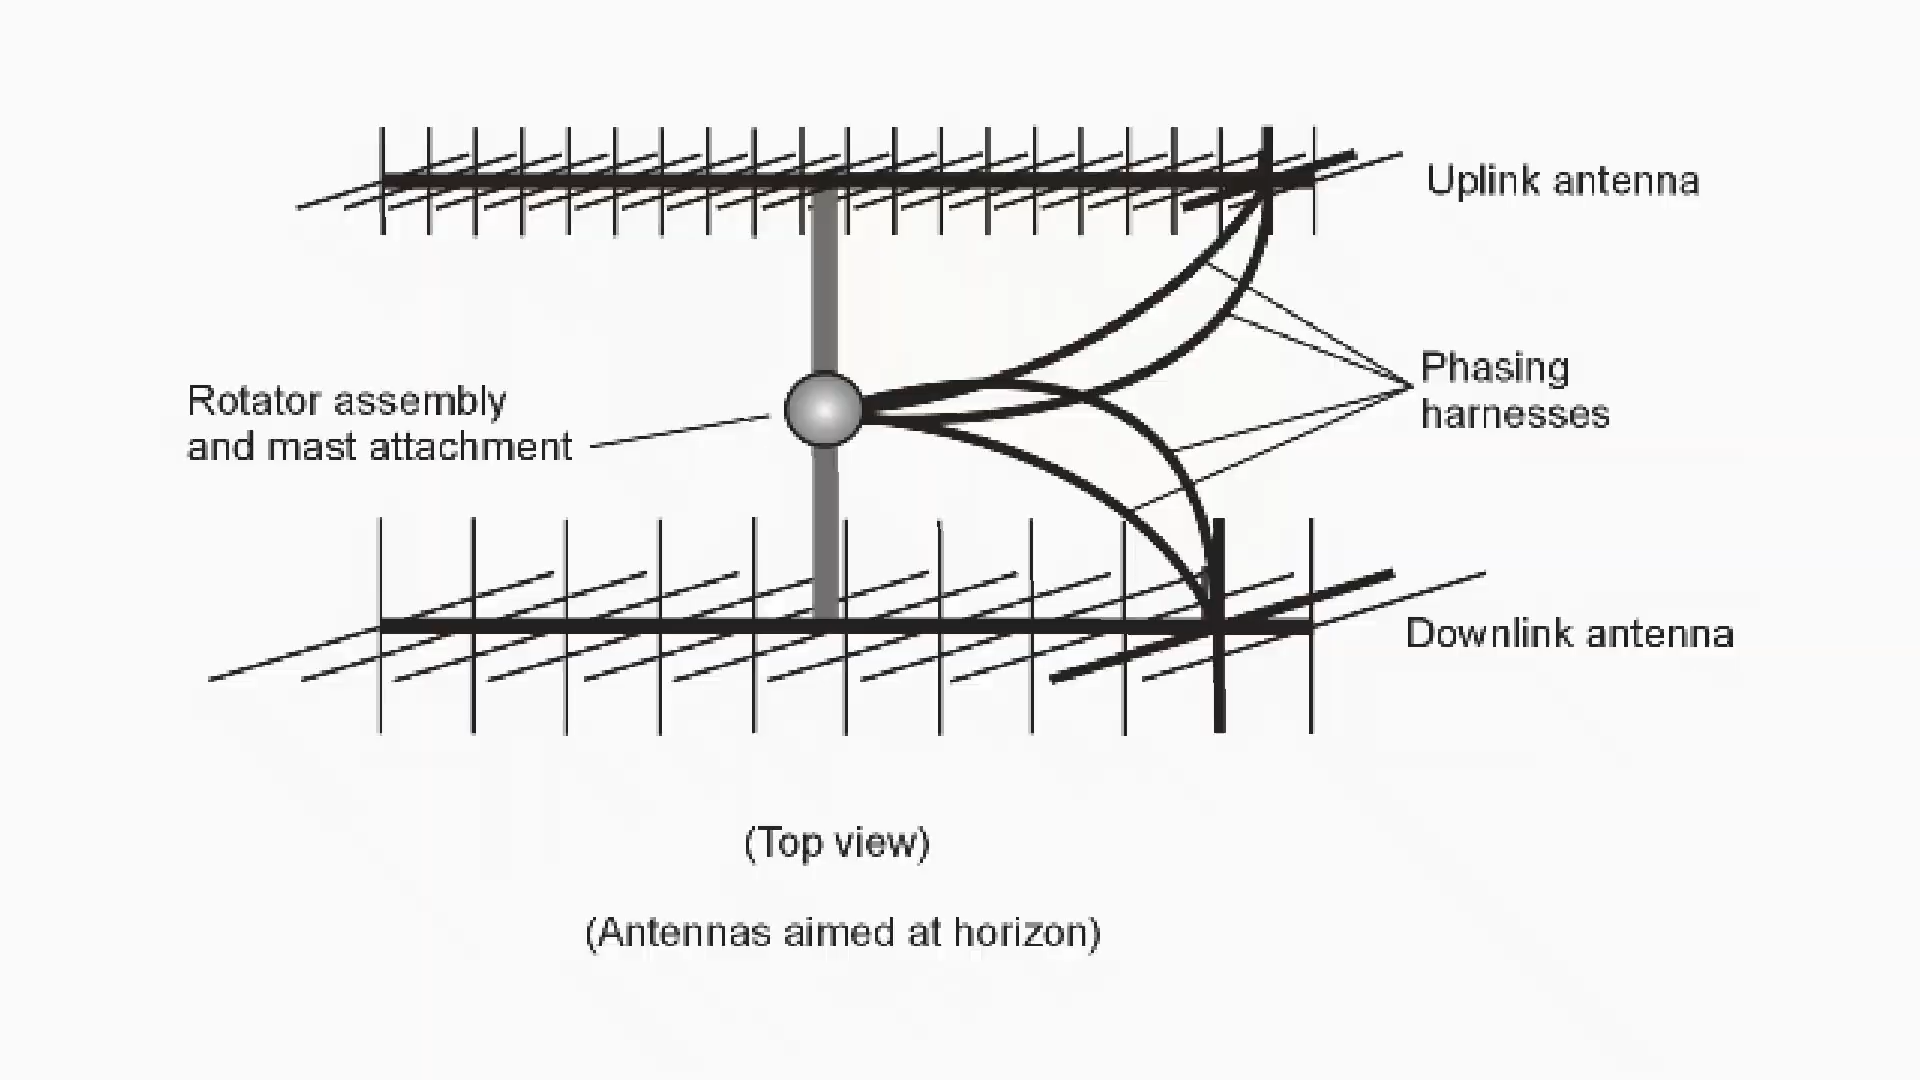 Uplink antenna
Phasing
harnesses
Rotator assembly
and mast attachment
Downlink antenna
(Top view)
(Antennas aimed at horizon)